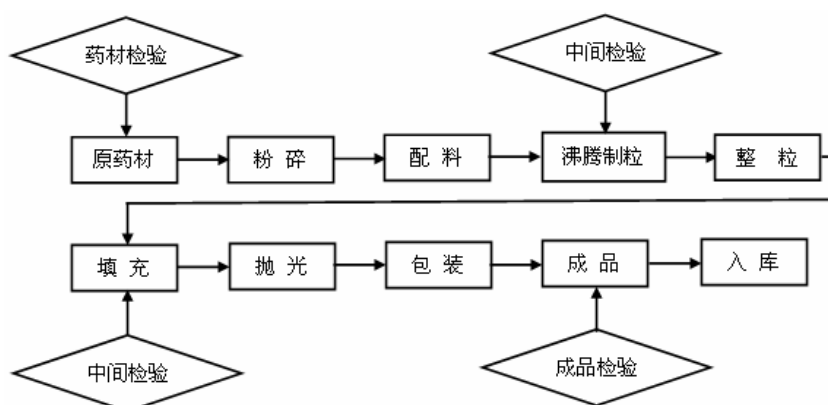 药材检验
中间检验
原药材
粉碎
配料
沸腾制粒
整粒
填充
抛光
包装
成品
入库
中间检验
成品检验